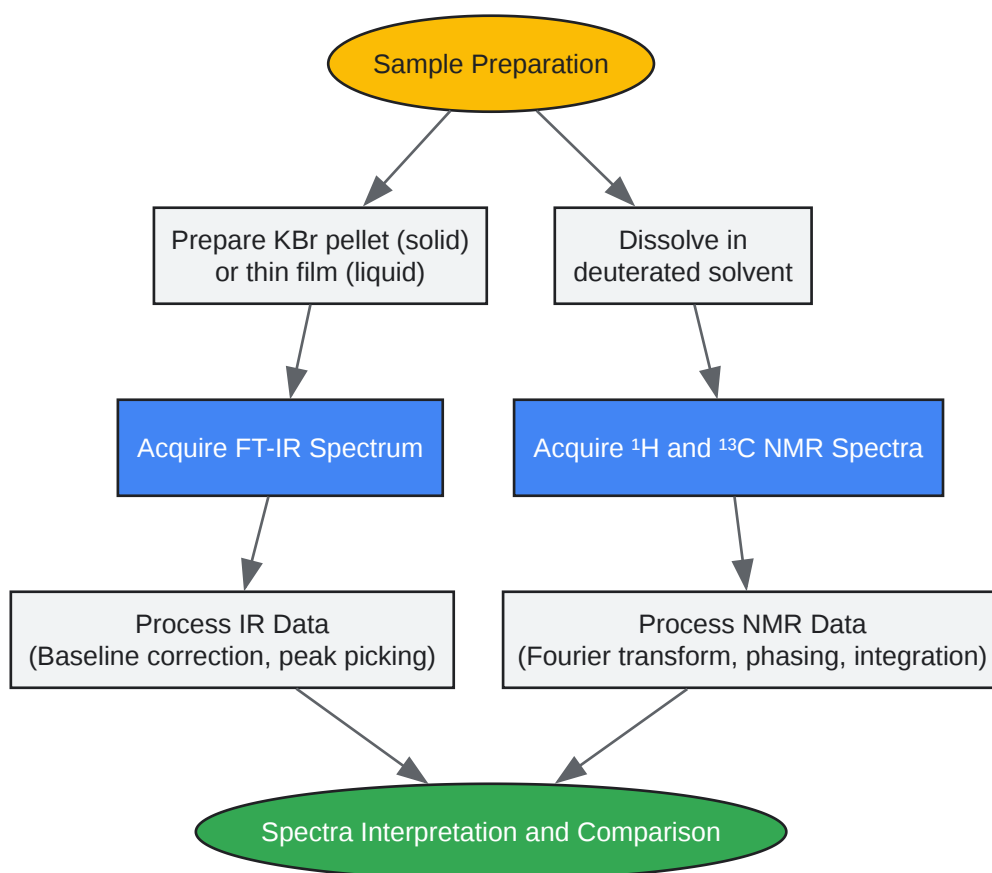 Sample Preparation
Prepare KBr pellet (solid)
or thin film (liquid)
Dissolve in
deuterated solvent
Acquire FT-IR Spectrum
Acquire ¹H and ¹³C NMR Spectra
Process IR Data
(Baseline correction, peak picking)
Process NMR Data
(Fourier transform, phasing, integration)
Spectra Interpretation and Comparison